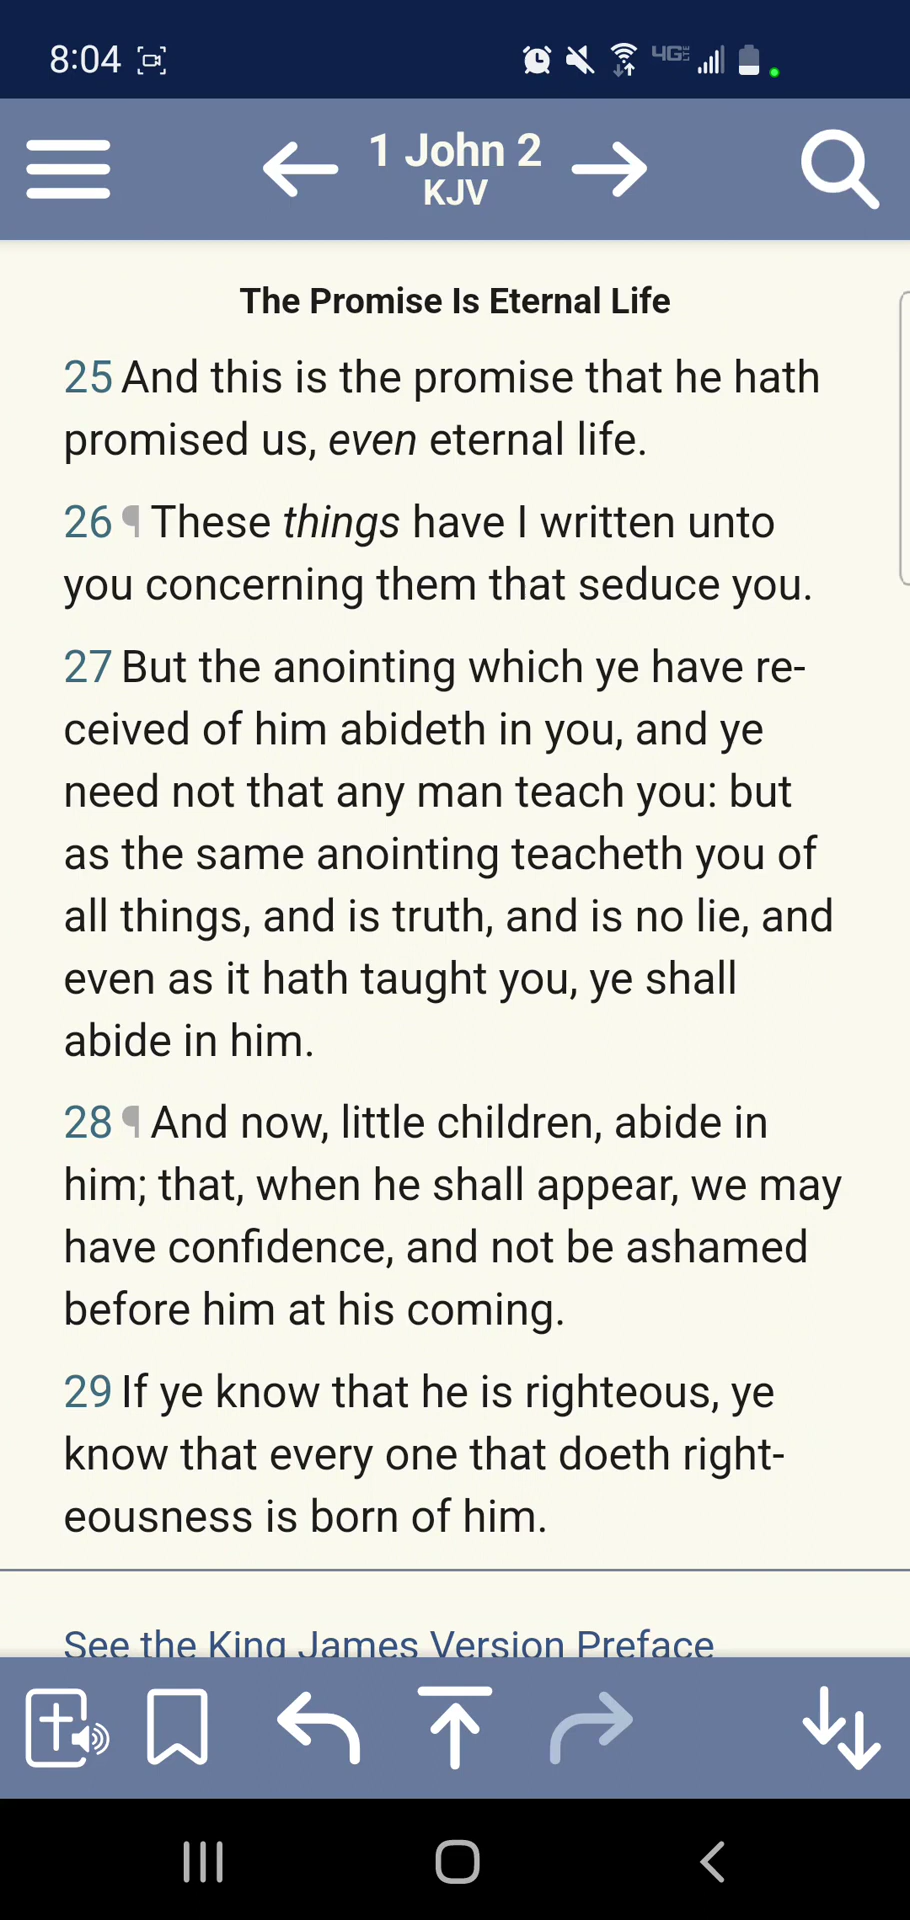 8:04
4G LTE
1 John 2
KJV
The Promise Is Eternal Life
25 And this is the promise that he hath
promised us, even eternal life.
26 ¶ These things have I written unto
you concerning them that seduce you.
27 But the anointing which ye have re-
ceived of him abideth in you, and ye
need not that any man teach you: but
as the same anointing teacheth you of
all things, and is truth, and is no lie, and
even as it hath taught you, ye shall
abide in him.
28 ¶ And now, little children, abide in
him; that, when he shall appear, we may
have confidence, and not be ashamed
before him at his coming.
29 If ye know that he is righteous, ye
know that every one that doeth right-
eousness is born of him.
See the King James Version Preface